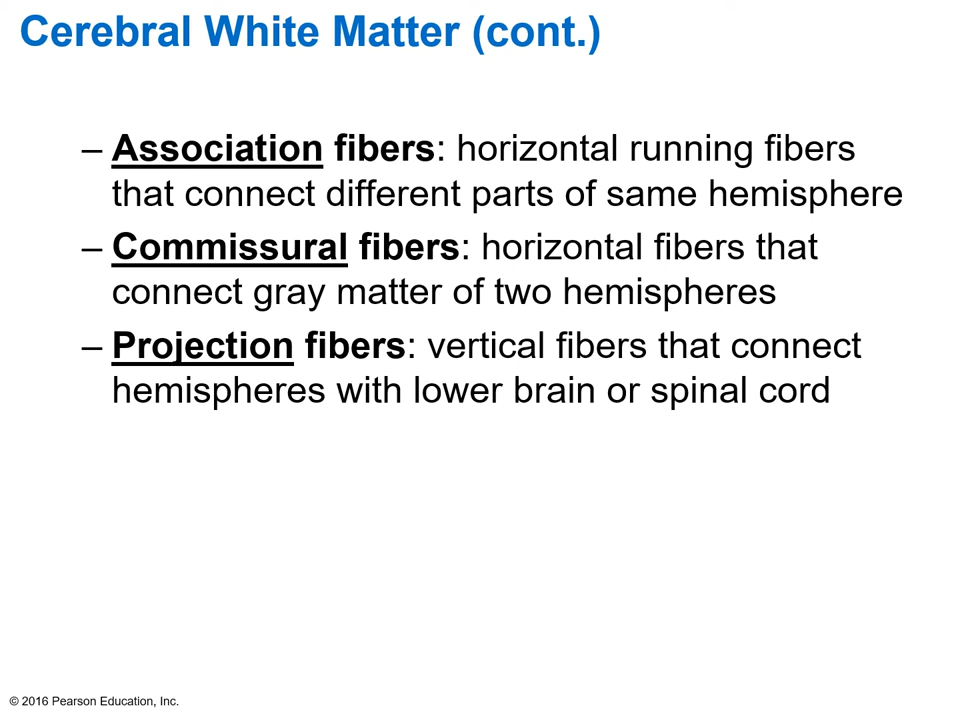 Cerebral White Matter (cont.)
– Association fibers: horizontal running fibers
that connect different parts of same hemisphere
– Commissural fibers: horizontal fibers that
connect gray matter of two hemispheres
– Projection fibers: vertical fibers that connect
hemispheres with lower brain or spinal cord
© 2016 Pearson Education, Inc.